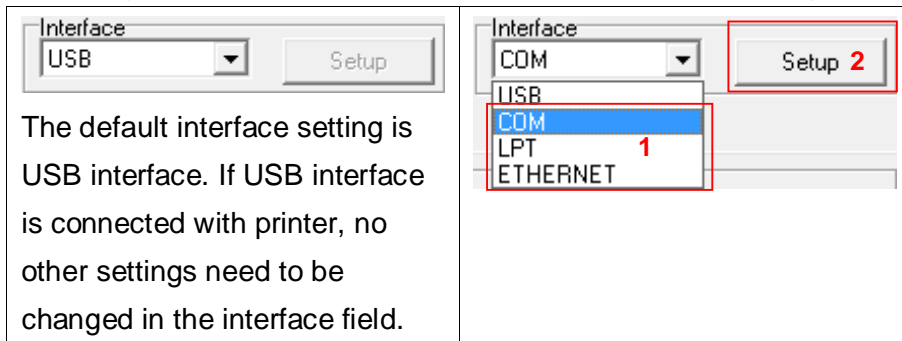 Interface
USB
Setup
The default interface setting is
USB interface. If USB interface
is connected with printer, no
other settings need to be
changed in the interface field.
Interface
COM
Setup 2
USB
COM
LPT 1
ETHERNET